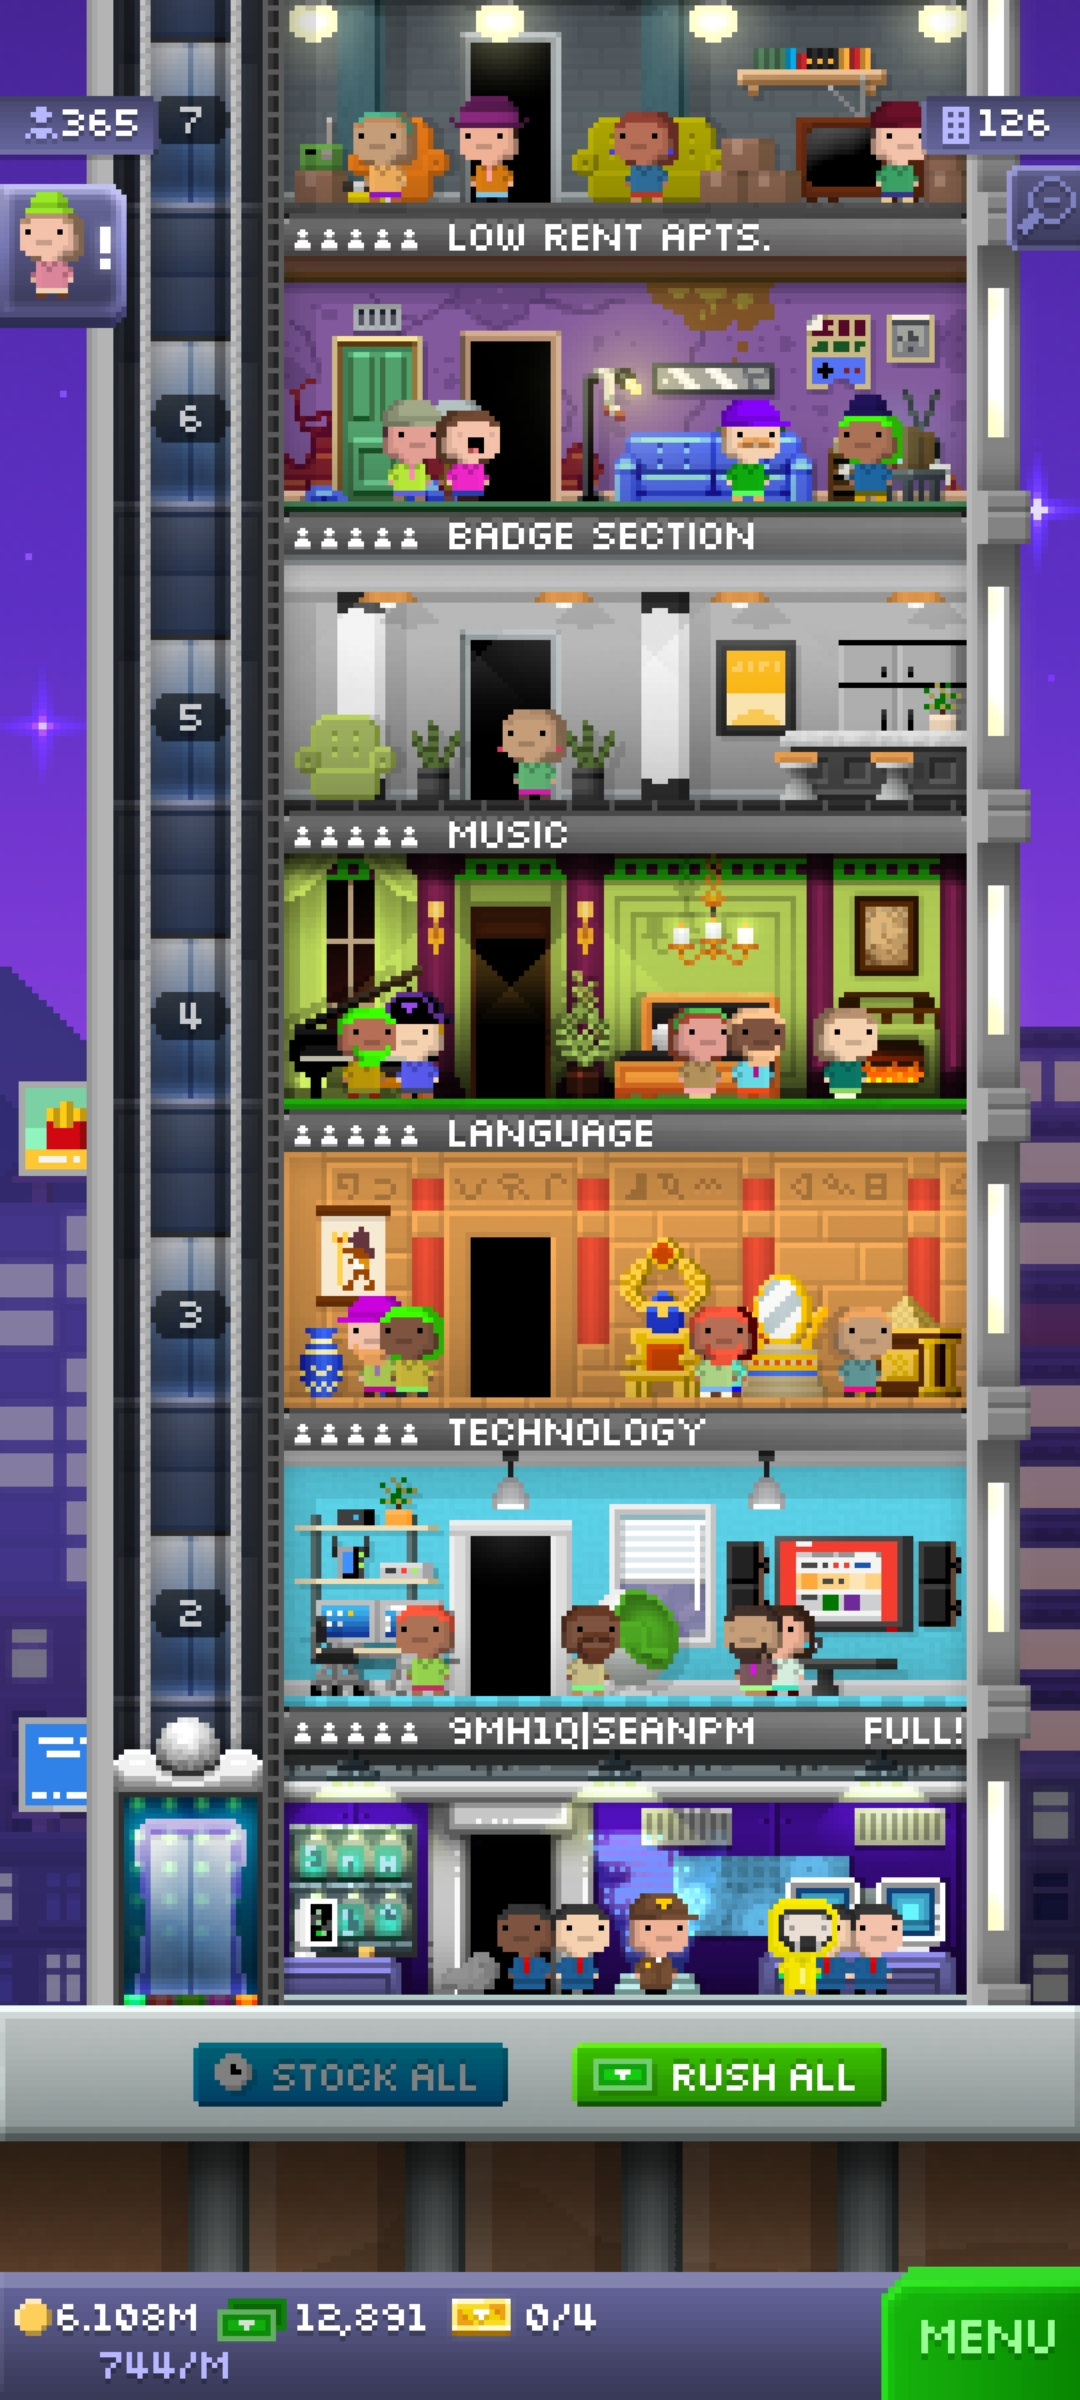 365
7
126
!
LOW RENT APTS.
6
BADGE SECTION
5
MUSIC
4
LANGUAGE
3
TECHNOLOGY
2
9MH1Q|SEANPM FULL!
STOCK ALL
RUSH ALL
6.108M 12,891 0/4
744/M
MENU